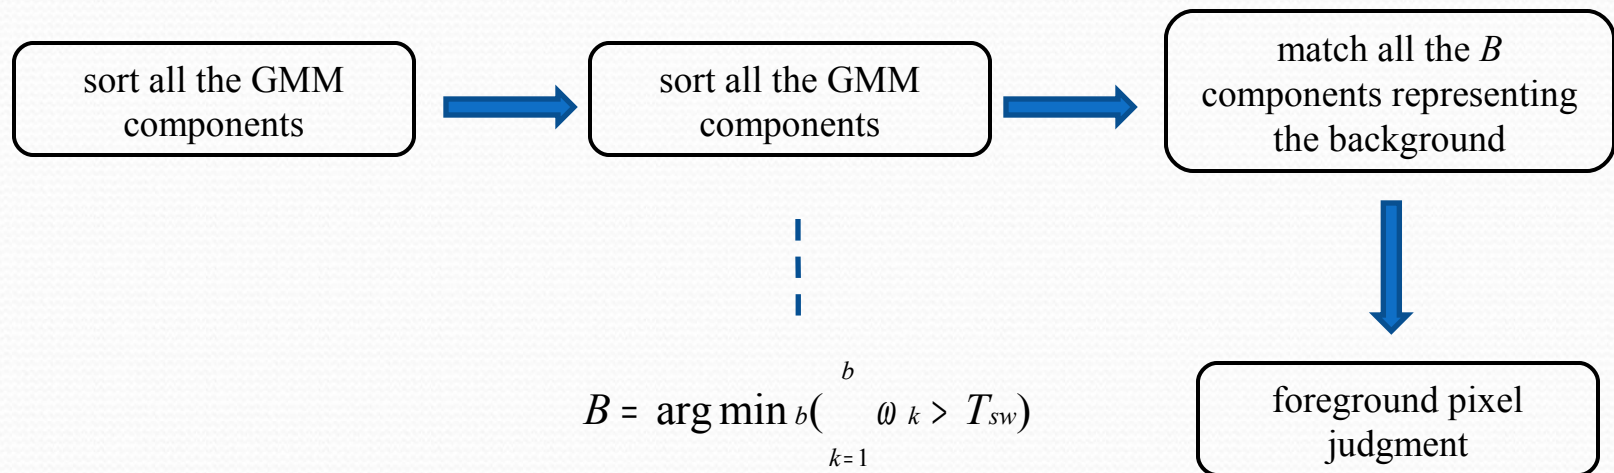 sort all the GMM
components
sort all the GMM
components
match all the B
components representing
the background
b
B = arg min b( ω k > Tsw)
k=1
foreground pixel
judgment